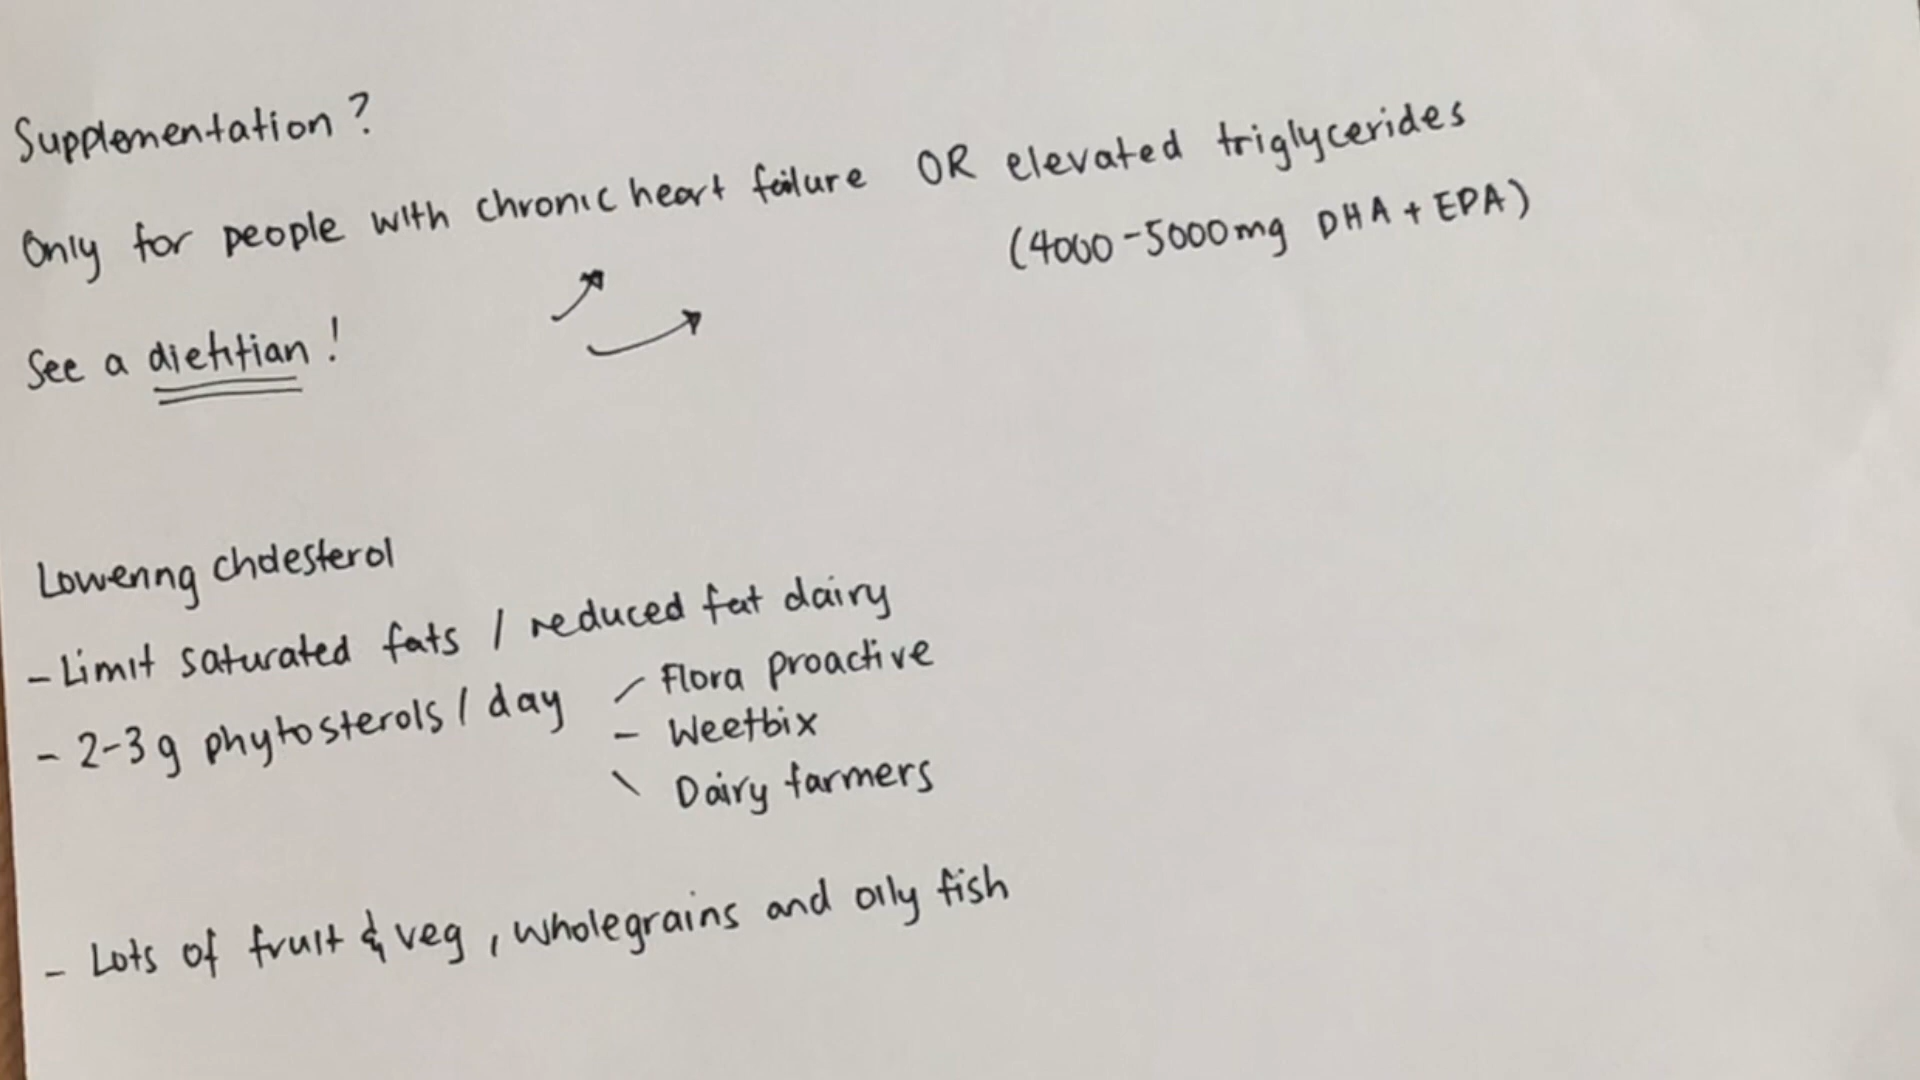 Supplementation?
Only for people with chronic heart failure OR elevated triglycerides
(4000-5000mg DHA + EPA)
See a dietitian!
Lowering cholesterol
- Limit saturated fats / reduced fat dairy
- 2-3g phytosterols / day
Flora proactive
- Weetbix
Dairy farmers
- Lots of fruit & veg, wholegrains and oily fish